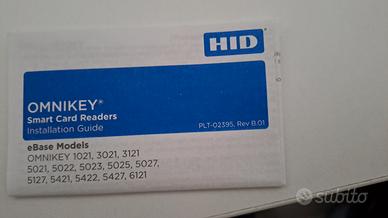 HID
OMNIKEY®
Smart Card Readers
Installation Guide
PLT-02395, Rev B.01
eBase Models
OMNIKEY 1021, 3021, 3121
5021, 5022, 5023, 5025, 5027,
5127, 5421, 5422, 5427, 6121
subito